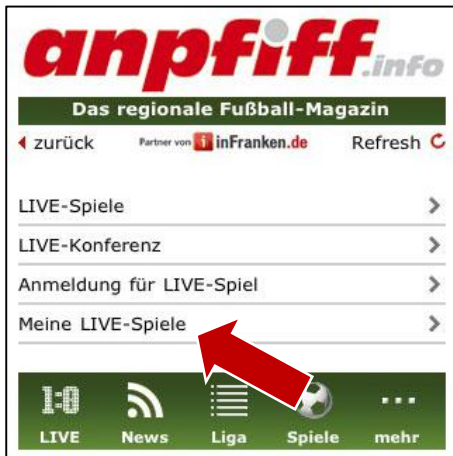 anpfiff.info
Das regionale Fußball-Magazin
zurück Partner von inFranken.de Refresh
LIVE-Spiele
LIVE-Konferenz
Anmeldung für LIVE-Spiel
Meine LIVE-Spiele
1:0
LIVE News Liga Spiele mehr